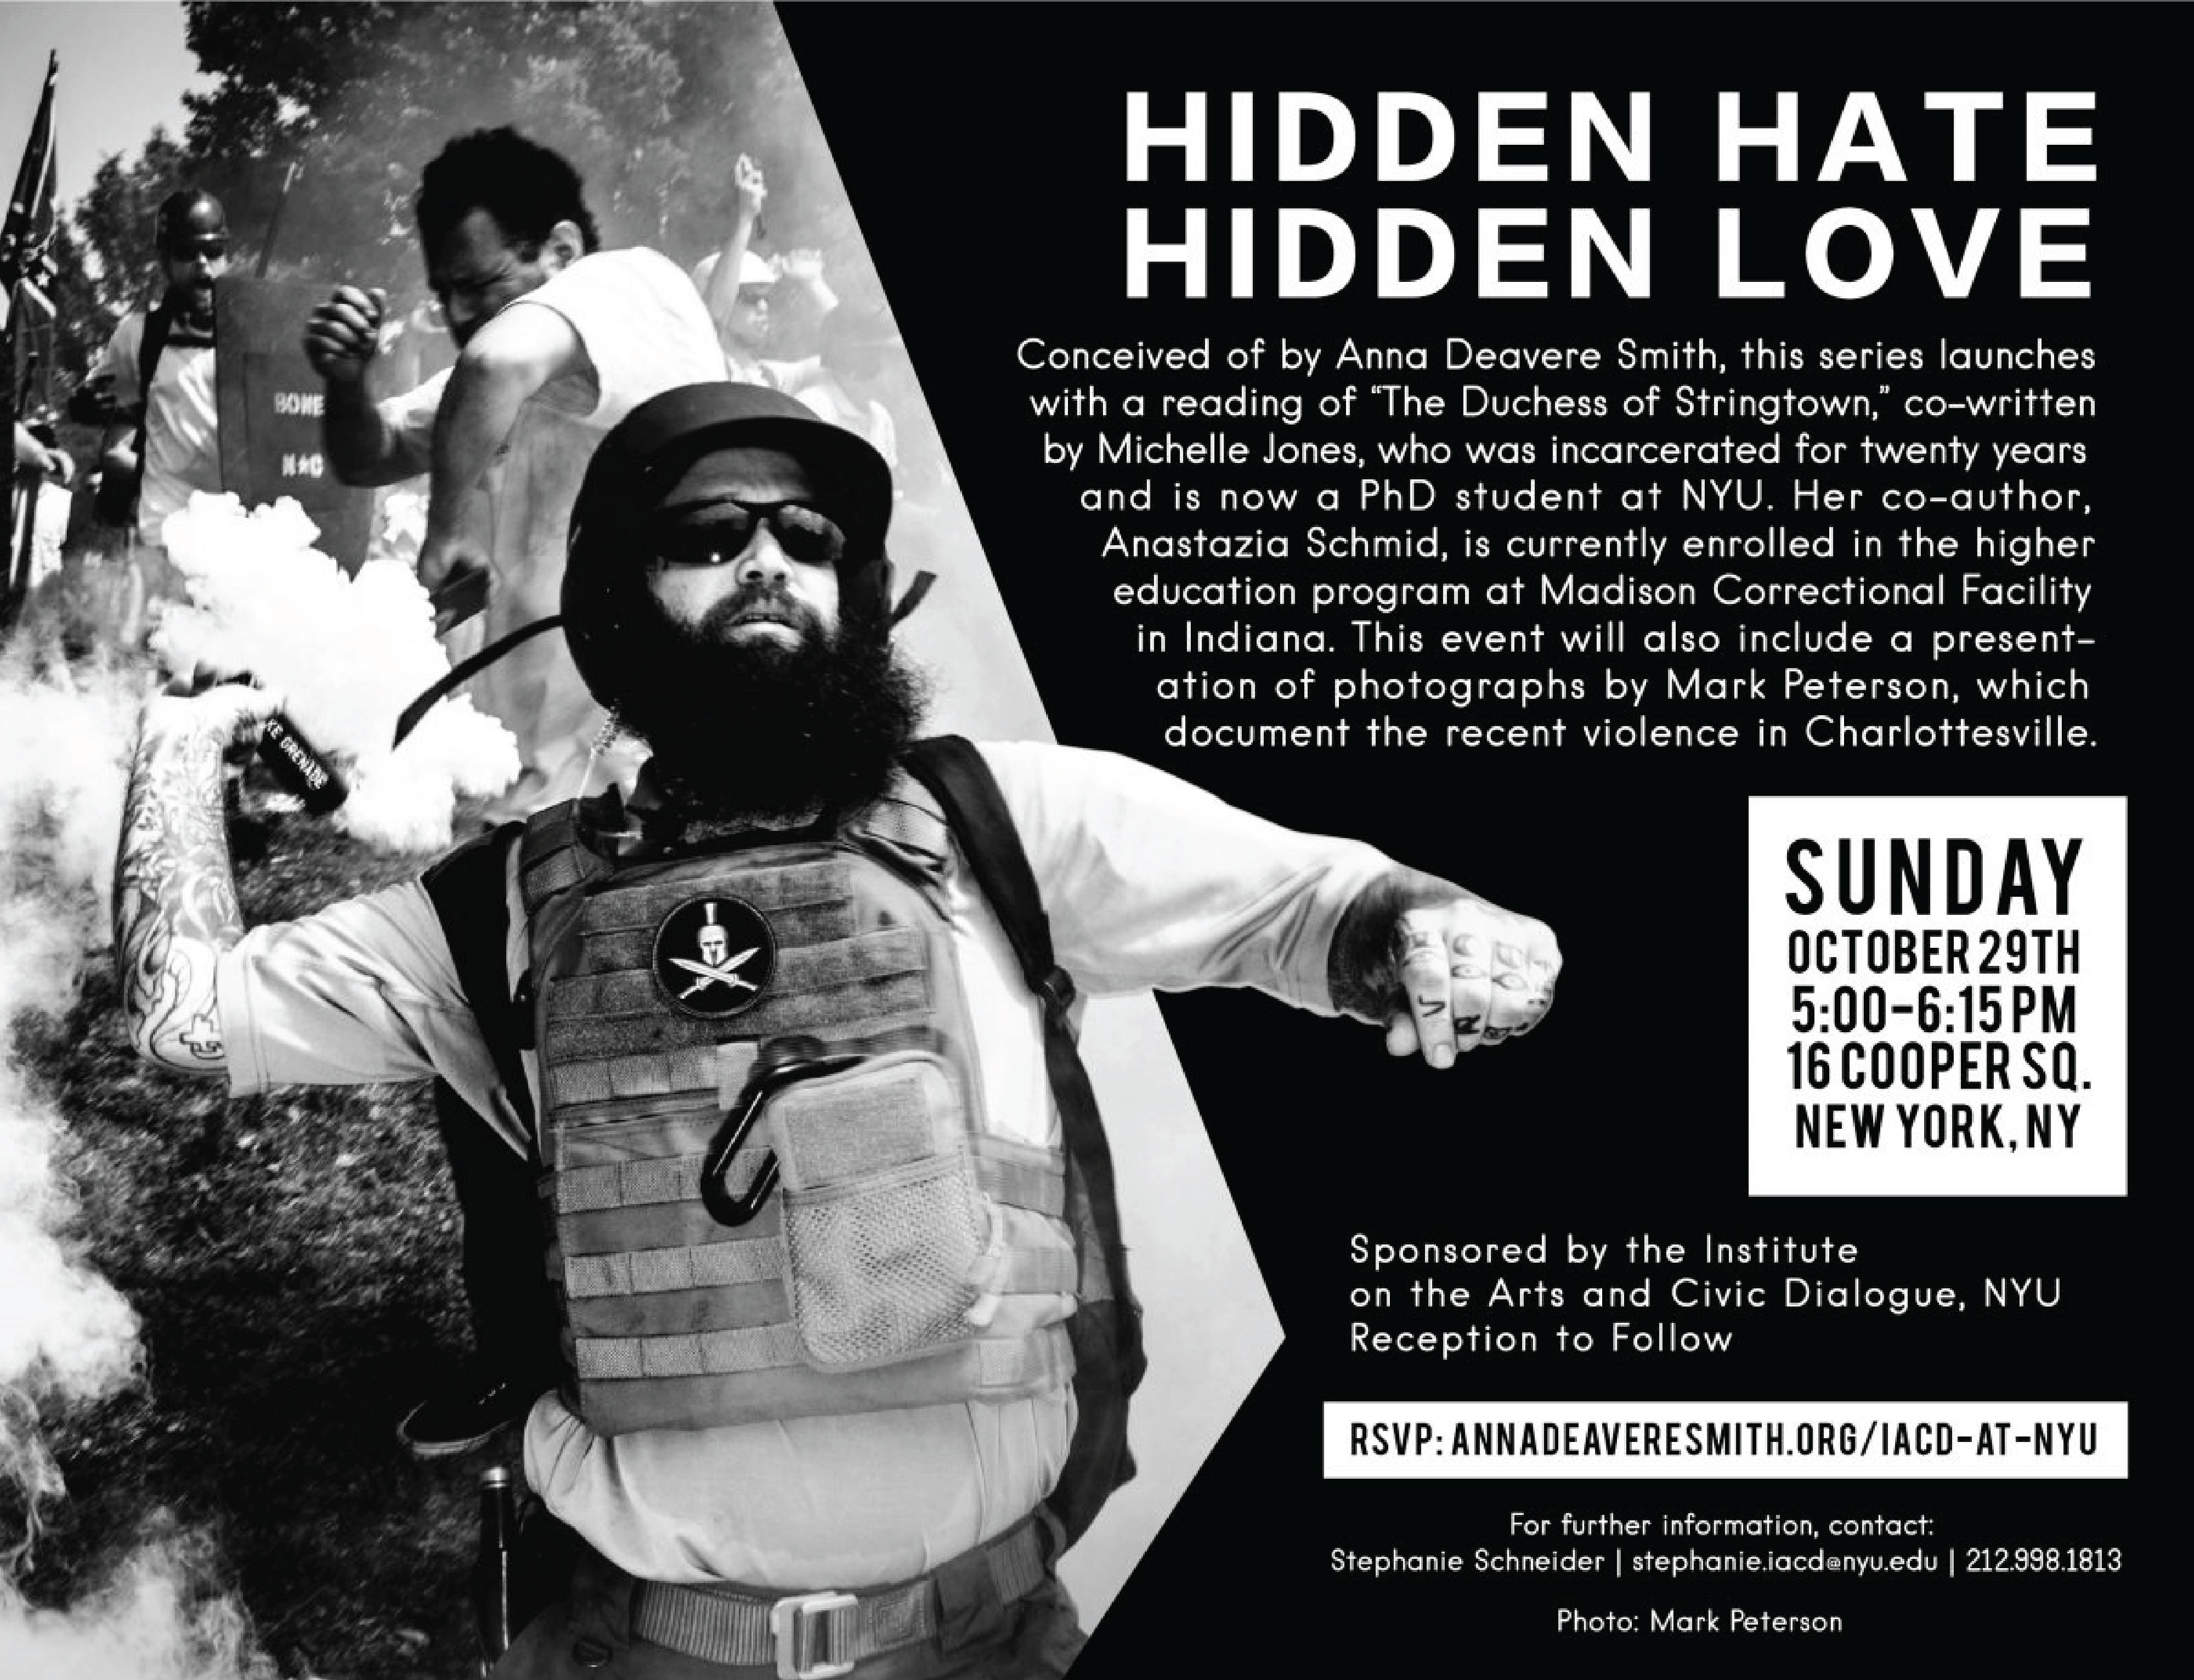 HIDDEN HATE
HIDDEN LOVE
Conceived of by Anna Deavere Smith, this series launches
with a reading of “The Duchess of Stringtown,” co-written
by Michelle Jones, who was incarcerated for twenty years
and is now a PhD student at NYU. Her co-author,
Anastazia Schmid, is currently enrolled in the higher
education program at Madison Correctional Facility
in Indiana. This event will also include a present-
ation of photographs by Mark Peterson, which
document the recent violence in Charlottesville.
SUNDAY
OCTOBER 29TH
5:00-6:15 PM
16 COOPER SQ.
NEW YORK, NY
Sponsored by the Institute
on the Arts and Civic Dialogue, NYU
Reception to Follow
RSVP: ANNADEAVERESMITH.ORG/IACD-AT-NYU
For further information, contact:
Stephanie Schneider | stephanie.iacd@nyu.edu | 212.998.1813
Photo: Mark Peterson
BONE
KE GRENADE